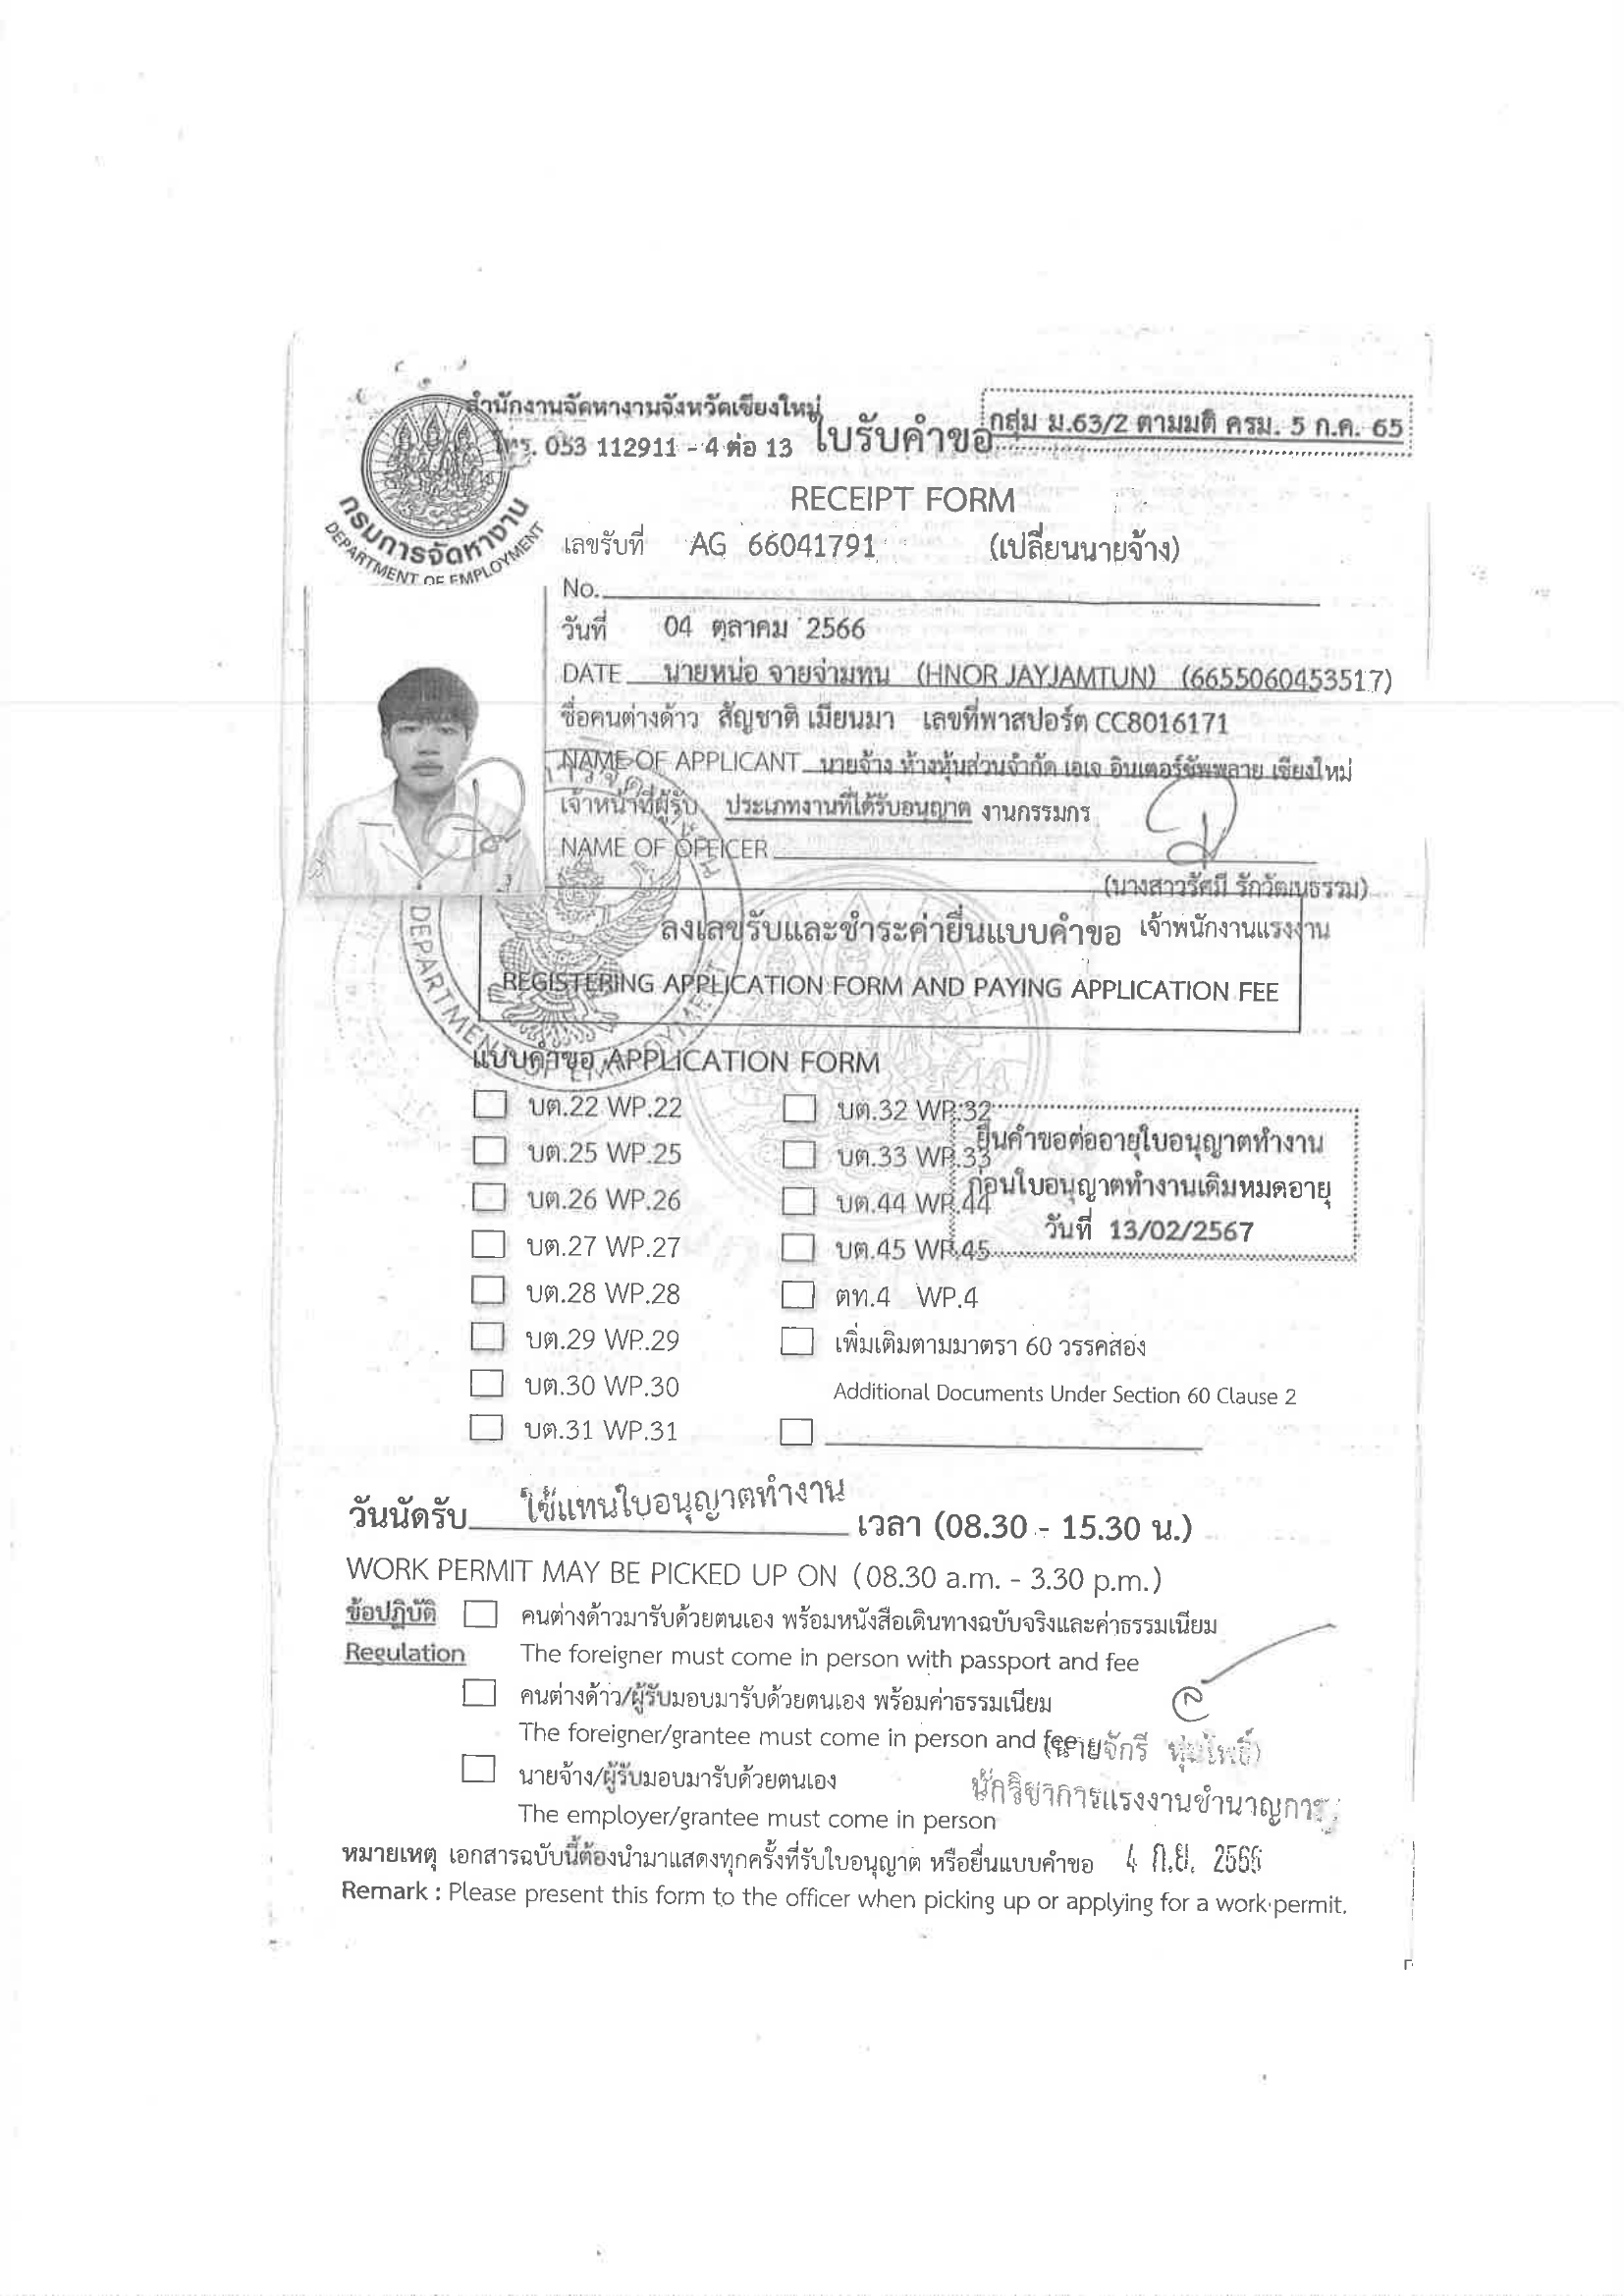 สำนักงานจัดหางานจังหวัดเชียงใหม่
โทร. 053 112911 - 4 ต่อ 13
ใบรับคำขอ
กลุ่ม ม.63/2 ตามมติ ครม. 5 ก.ค. 65
RECEIPT FORM
กรมการจัดหางาน
DEPARTMENT OF EMPLOYMENT
เลขรับที่ AG 66041791 (เปลี่ยนนายจ้าง)
No.
วันที่ 04 ตุลาคม 2566
DATE นายหน่อ จายจ่ามทน (HNOR JAYJAMTUN) (6655060453517)
ชื่อคนต่างด้าว สัญชาติ เมียนมา เลขที่พาสปอร์ต CC8016171
NAME OF APPLICANT นายจ้าง ห้างหุ้นส่วนจำกัด เอเจ อินเตอร์ซัพพลาย เชียงใหม่
เจ้าหน้าที่ผู้รับ ประเภทงานที่ได้รับอนุญาต งานกรรมกร
NAME OF OFFICER
(นางสาวรัศมี รักวัฒนธรรม)
ลงเลขรับและชำระค่ายื่นแบบคำขอ เจ้าพนักงานแรงงาน
REGISTERING APPLICATION FORM AND PAYING APPLICATION FEE
DEPARTMENT
แบบคำขอ APPLICATION FORM
บต.22 WP.22 บต.32 WP.32
บต.25 WP.25 บต.33 WP.33
บต.26 WP.26 บต.44 WP.44
บต.27 WP.27 บต.45 WP.45
ยื่นคำขอต่ออายุใบอนุญาตทำงาน
ก่อนใบอนุญาตทำงานเดิมหมดอายุ
วันที่ 13/02/2567
บต.28 WP.28 ตท.4 WP.4
บต.29 WP.29 เพิ่มเติมตามมาตรา 60 วรรคสอง
บต.30 WP.30 Additional Documents Under Section 60 Clause 2
บต.31 WP.31
วันนัดรับ ใช้แทนใบอนุญาตทำงาน เวลา (08.30 - 15.30 น.)
WORK PERMIT MAY BE PICKED UP ON (08.30 a.m. - 3.30 p.m.)
ข้อปฏิบัติ คนต่างด้าวมารับด้วยตนเอง พร้อมหนังสือเดินทางฉบับจริงและค่าธรรมเนียม
Regulation The foreigner must come in person with passport and fee
คนต่างด้าว/ผู้รับมอบมารับด้วยตนเอง พร้อมค่าธรรมเนียม
The foreigner/grantee must come in person and fee
(นายจักรี
นายจ้าง/ผู้รับมอบมารับด้วยตนเอง
นักวิชาการแรงงานชำนาญการ
The employer/grantee must come in person
หมายเหตุ เอกสารฉบับนี้ต้องนำมาแสดงทุกครั้งที่รับใบอนุญาต หรือยื่นแบบคำขอ 4 ก.ย. 2566
Remark : Please present this form to the officer when picking up or applying for a work permit.